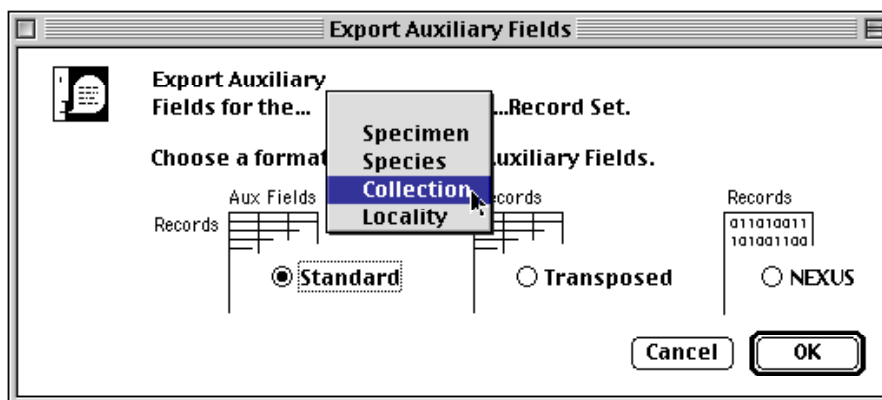 Export Auxiliary Fields
Export Auxiliary
Fields for the... ...Record Set.
Specimen
Species
Collection
Locality
Choose a format uxiliary Fields.
Aux Fields
Records
Standard
ecords
Transposed
Records
011010011
101001100
NEXUS
Cancel
OK